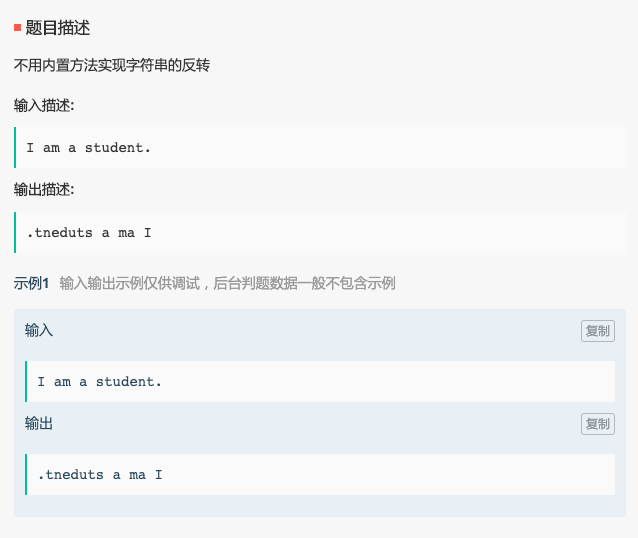 题目描述
不用内置方法实现字符串的反转
输入描述:
I am a student.
输出描述:
.tneduts a ma I
示例1 输入输出示例仅供调试，后台判题数据一般不包含示例
输入 复制
I am a student.
输出 复制
.tneduts a ma I